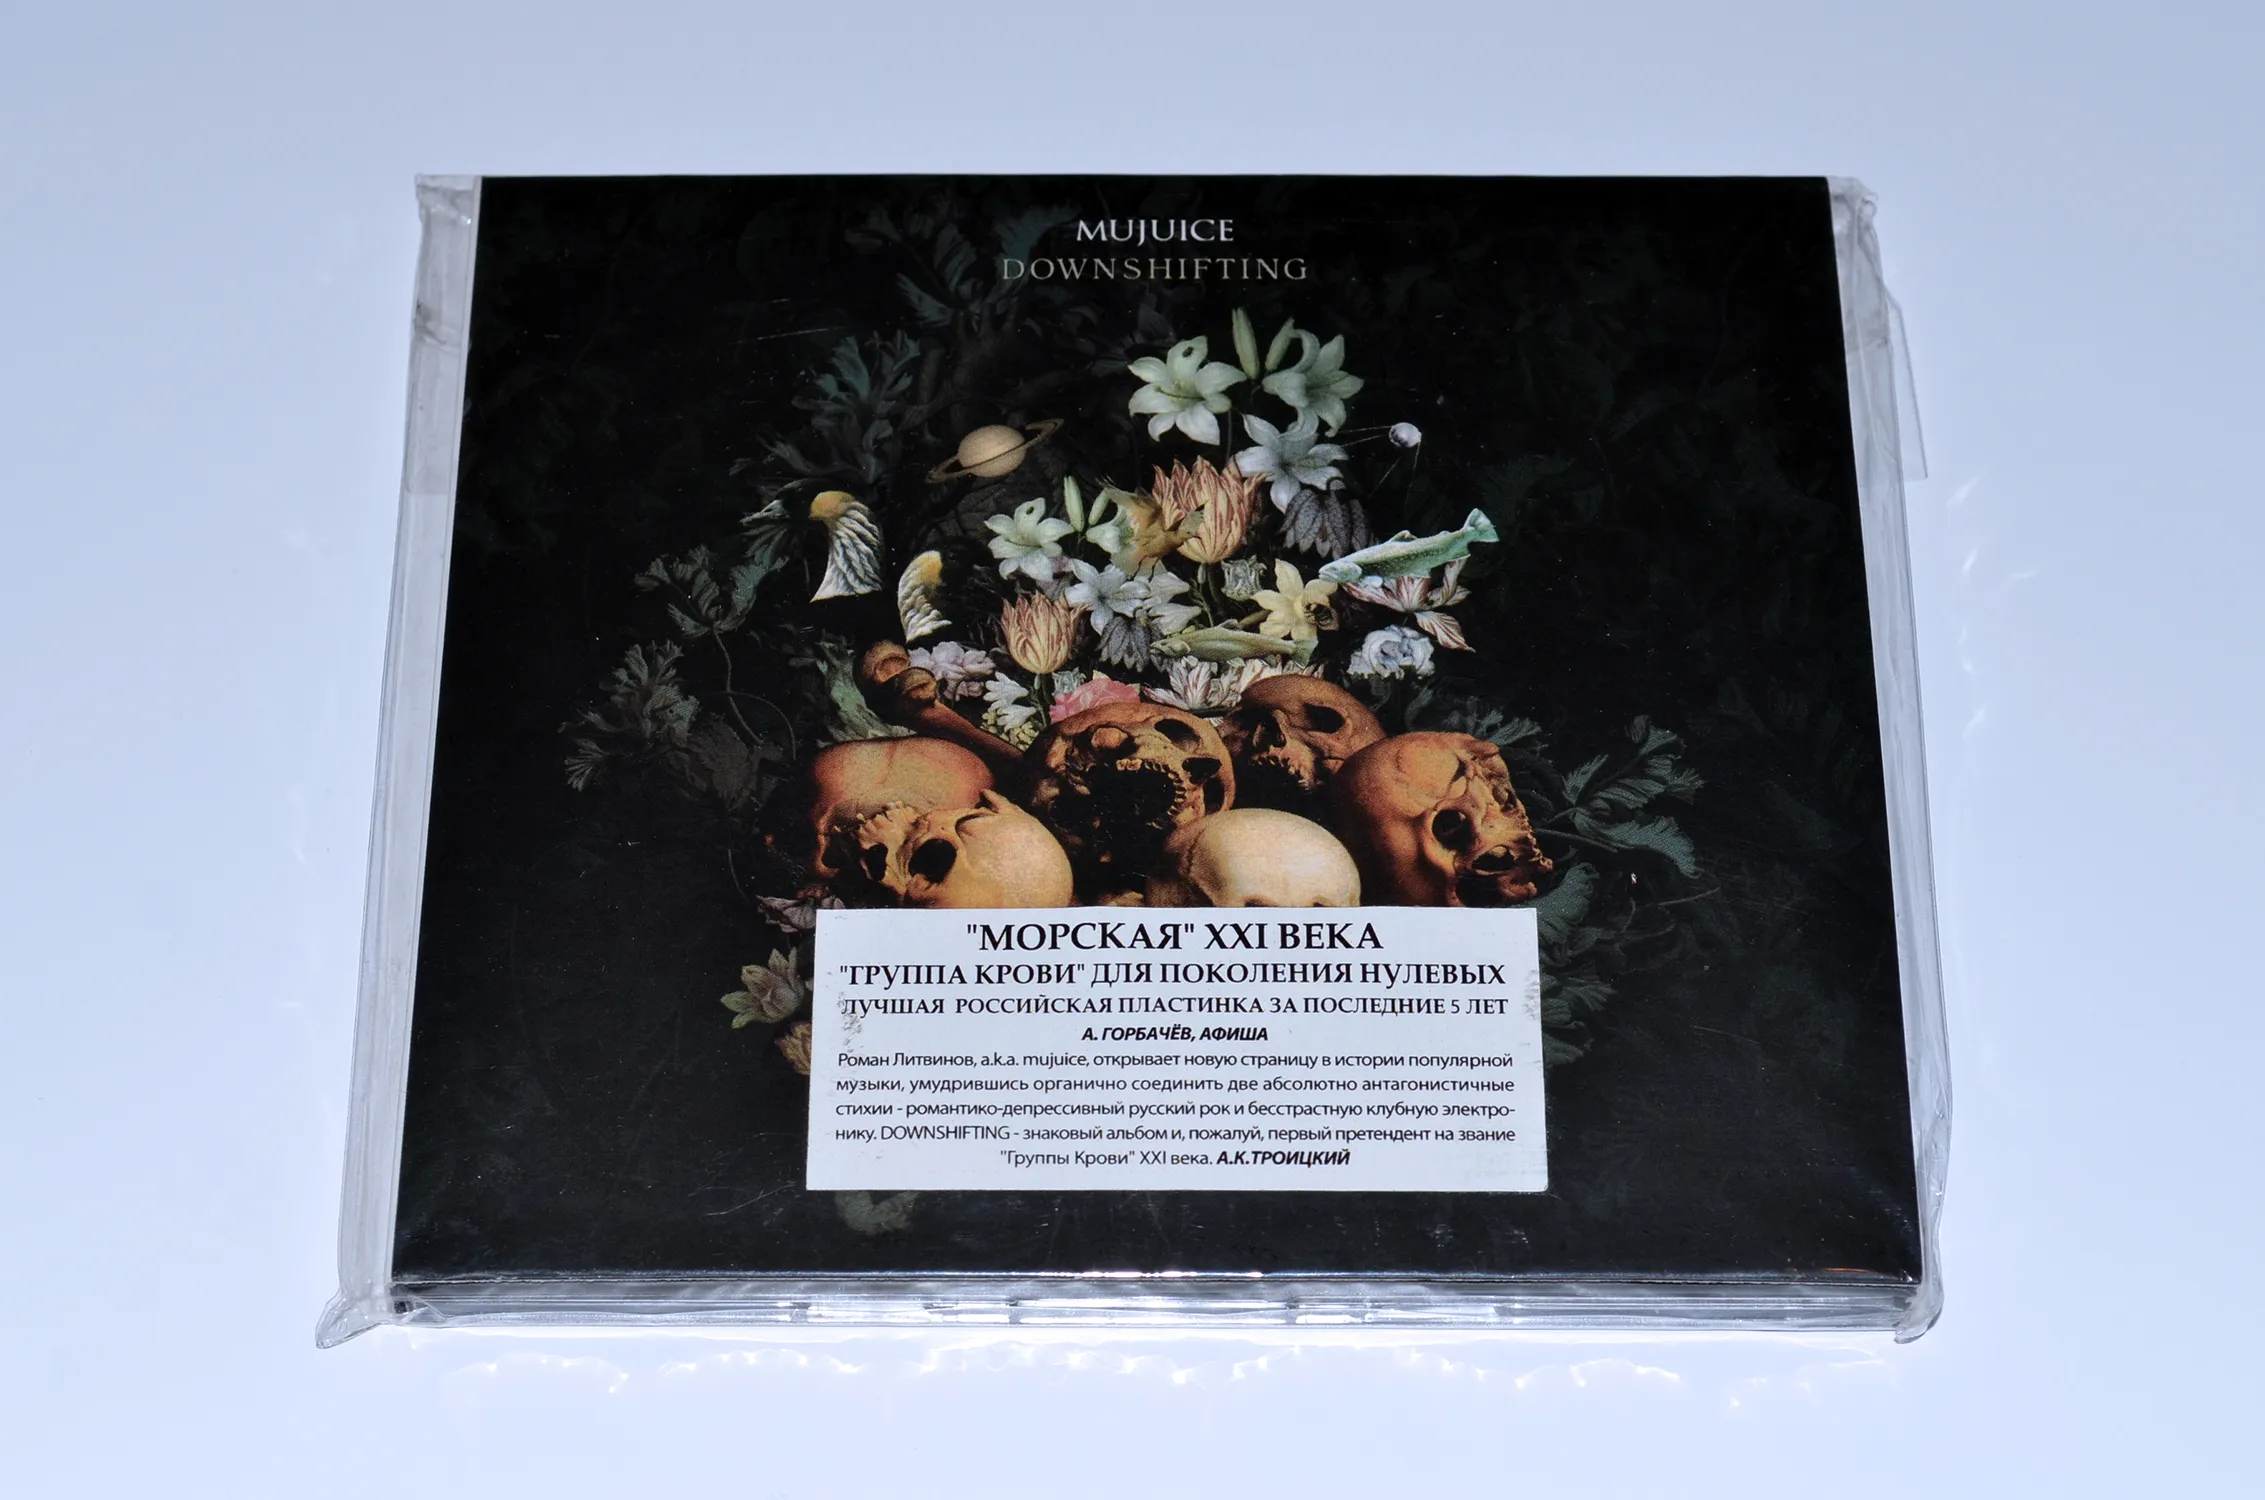 MUJUICE
DOWNSHIFTING
"МОРСКАЯ" XXI ВЕКА
"ГРУППА КРОВИ" ДЛЯ ПОКОЛЕНИЯ НУЛЕВЫХ
ЛУЧШАЯ РОССИЙСКАЯ ПЛАСТИНКА ЗА ПОСЛЕДНИЕ 5 ЛЕТ
А. ГОРБАЧЁВ, АФИША
Роман Литвинов, a.k.a. mujuice, открывает новую страницу в истории популярной
музыки, умудрившись органично соединить две абсолютно антагонистичные
стихии - романтико-депрессивный русский рок и бесстрастную клубную электро-
нику. DOWNSHIFTING - знаковый альбом и, пожалуй, первый претендент на звание
"Группы Крови" XXI века. А.К.ТРОИЦКИЙ